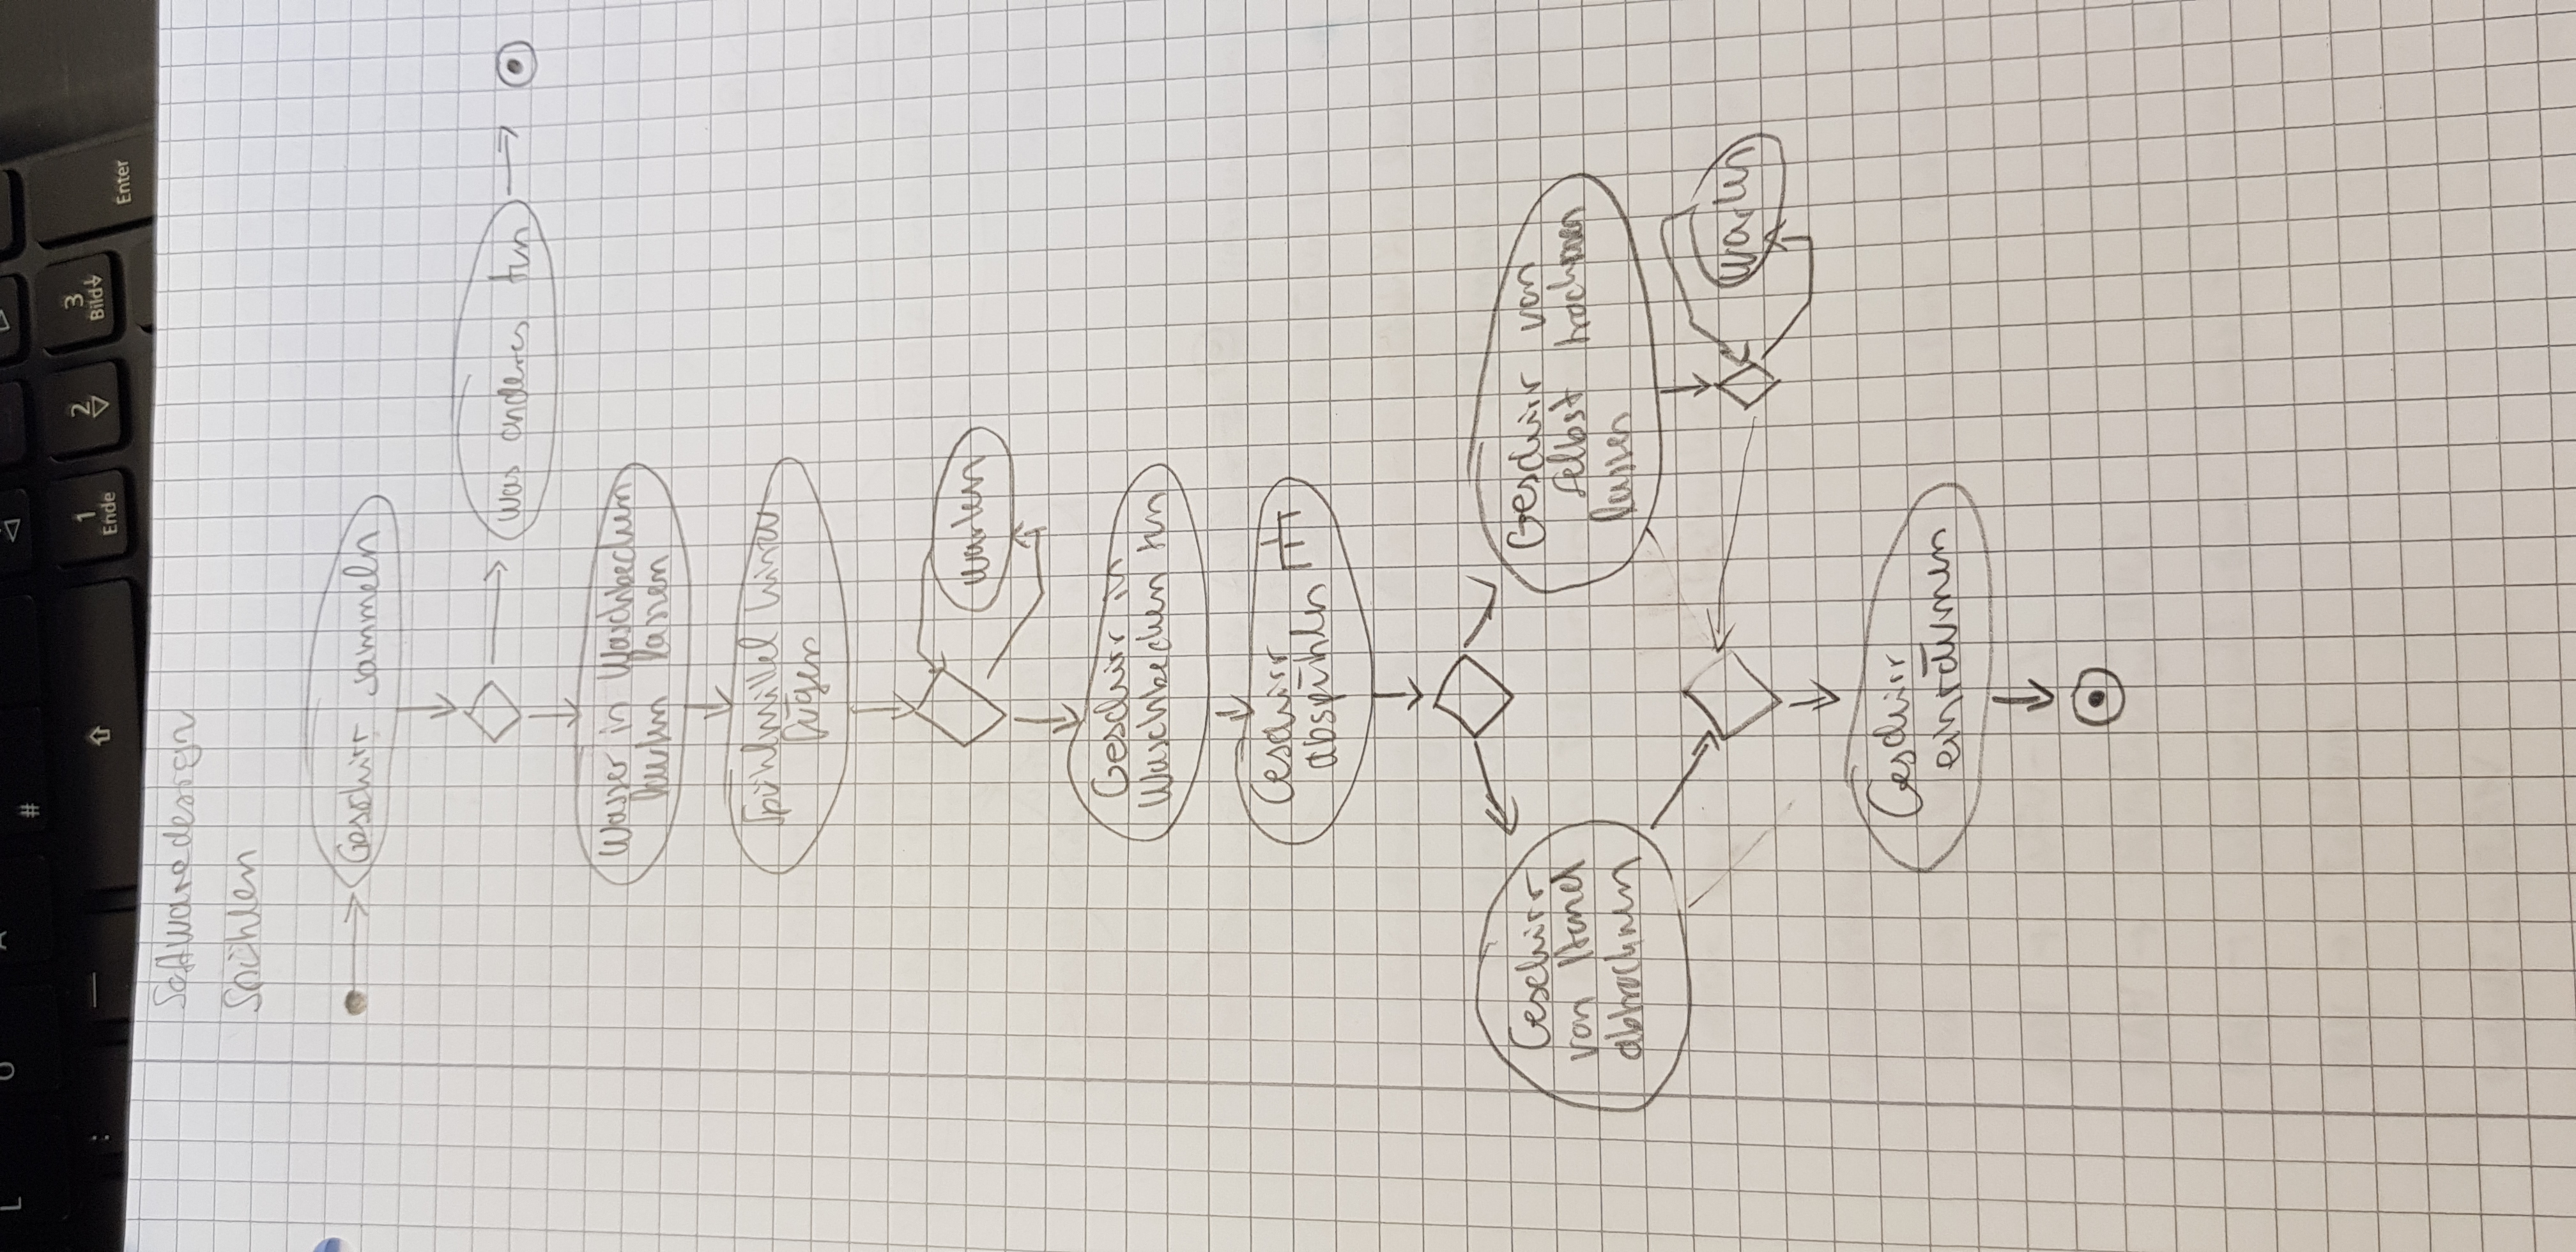 L
Ö
Ä
#
:
—
1
Ende
2
3
Bild
Enter
Softwaredesign
Spühlen
Geschirr sammeln
was anderes tun
Wasser in Waschbecken
laufen lassen
Spühlmittel hinzu
fügen
warten
Geschirr in
Waschbecken tun
Geschirr
abspühlen
Geschirr
von Hand
abtrocknen
Geschirr von
selbst trocknen
lassen
warten
Geschirr
einräumen